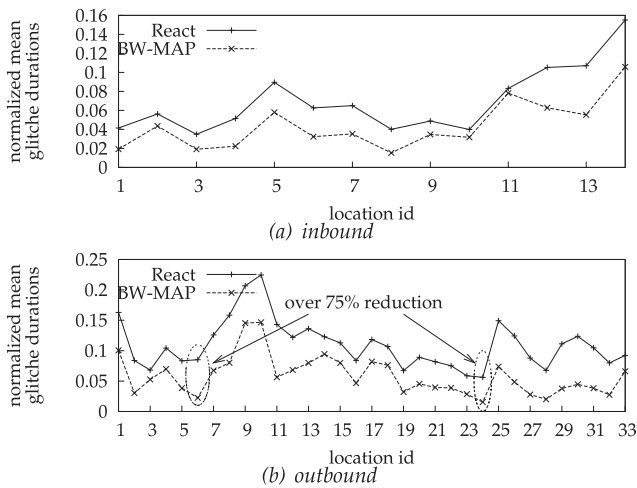 normalized mean
glitche durations
0.16
0.14
0.12
0.1
0.08
0.06
0.04
0.02
0
React
BW-MAP
1 3 5 7 9 11 13
location id
(a) inbound
normalized mean
glitche durations
0.25
0.2
0.15
0.1
0.05
0
React
BW-MAP
over 75% reduction
1 3 5 7 9 11 13 15 17 19 21 23 25 27 29 31 33
location id
(b) outbound